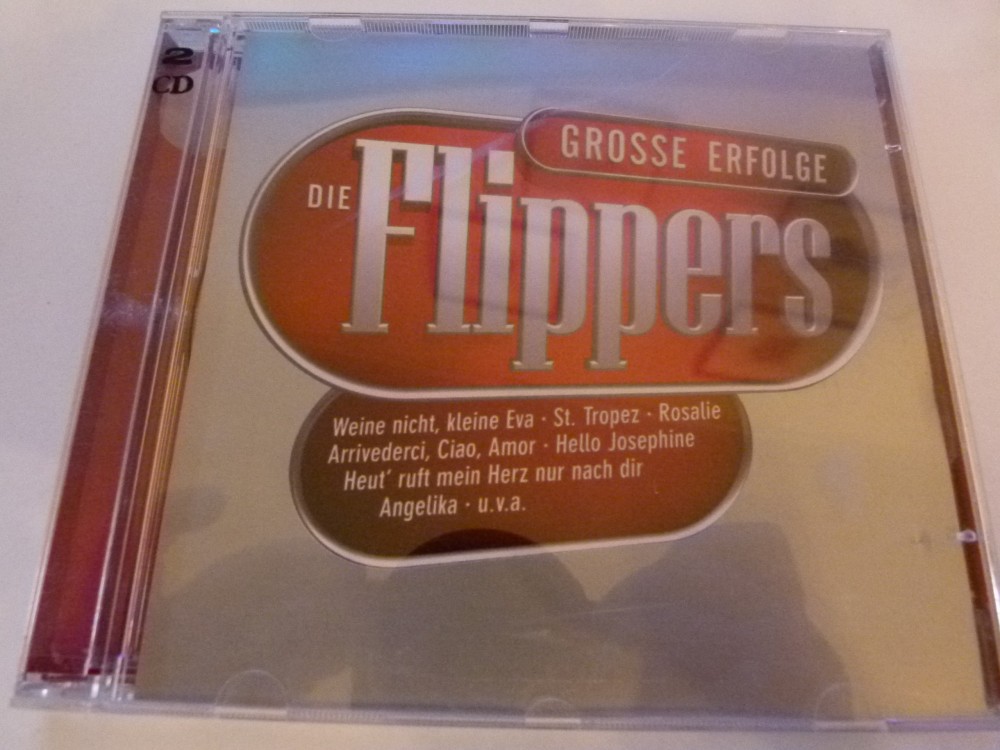 2
CD
GROSSE ERFOLGE
DIE Flippers
Weine nicht, kleine Eva · St. Tropez · Rosalie
Arrivederci, Ciao, Amor · Hello Josephine
Heut' ruft mein Herz nur nach dir
Angelika · u.v.a.